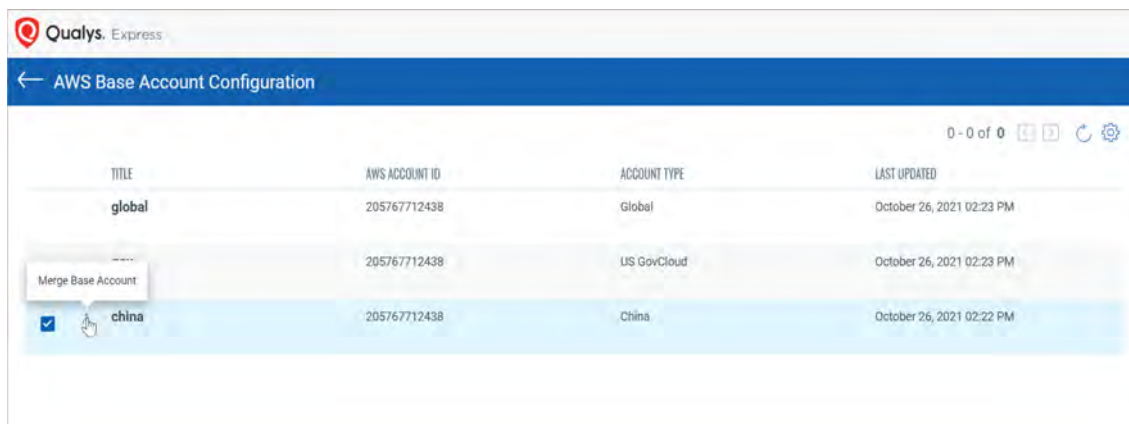 Qualys. Express
AWS Base Account Configuration
0 - 0 of 0
TITLE AWS ACCOUNT ID ACCOUNT TYPE LAST UPDATED
global 205767712438 Global October 26, 2021 02:23 PM
205767712438 US GovCloud October 26, 2021 02:23 PM
Merge Base Account
china 205767712438 China October 26, 2021 02:22 PM